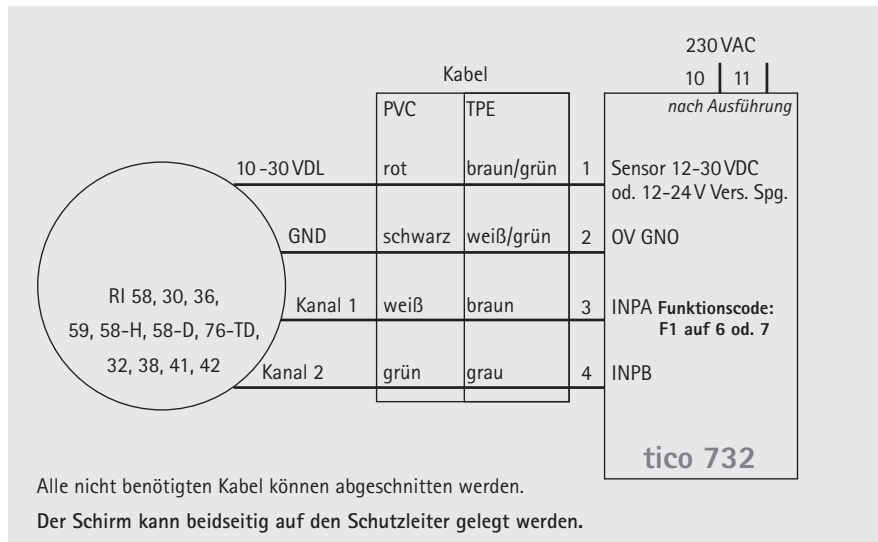 230 VAC
10 11
Kabel
PVC TPE nach Ausführung
10 -30 VDL rot braun/grün 1 Sensor 12-30 VDC
od. 12-24 V Vers. Spg.
GND schwarz weiß/grün 2 OV GNO
RI 58, 30, 36,
59, 58-H, 58-D, 76-TD,
32, 38, 41, 42
Kanal 1 weiß braun 3 INPA Funktionscode:
F1 auf 6 od. 7
Kanal 2 grün grau 4 INPB
tico 732
Alle nicht benötigten Kabel können abgeschnitten werden.
Der Schirm kann beidseitig auf den Schutzleiter gelegt werden.